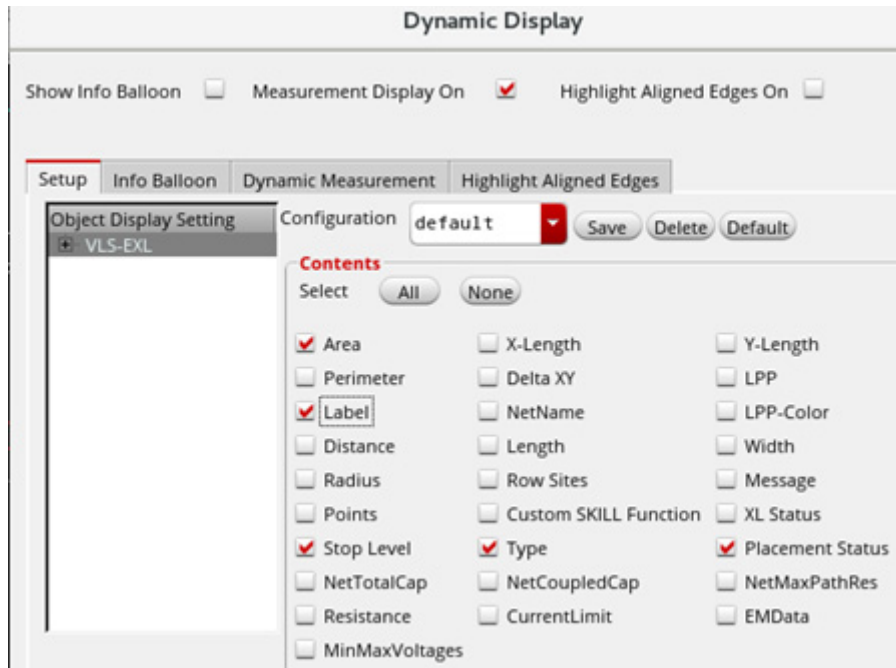 Dynamic Display
Show Info Balloon Measurement Display On Highlight Aligned Edges On
Setup Info Balloon Dynamic Measurement Highlight Aligned Edges
Object Display Setting
VLS-EXL
Configuration default Save Delete Default
Contents
Select All None
Area X-Length Y-Length
Perimeter Delta XY LPP
Label NetName LPP-Color
Distance Length Width
Radius Row Sites Message
Points Custom SKILL Function XL Status
Stop Level Type Placement Status
NetTotalCap NetCoupledCap NetMaxPathRes
Resistance CurrentLimit EMData
MinMaxVoltages